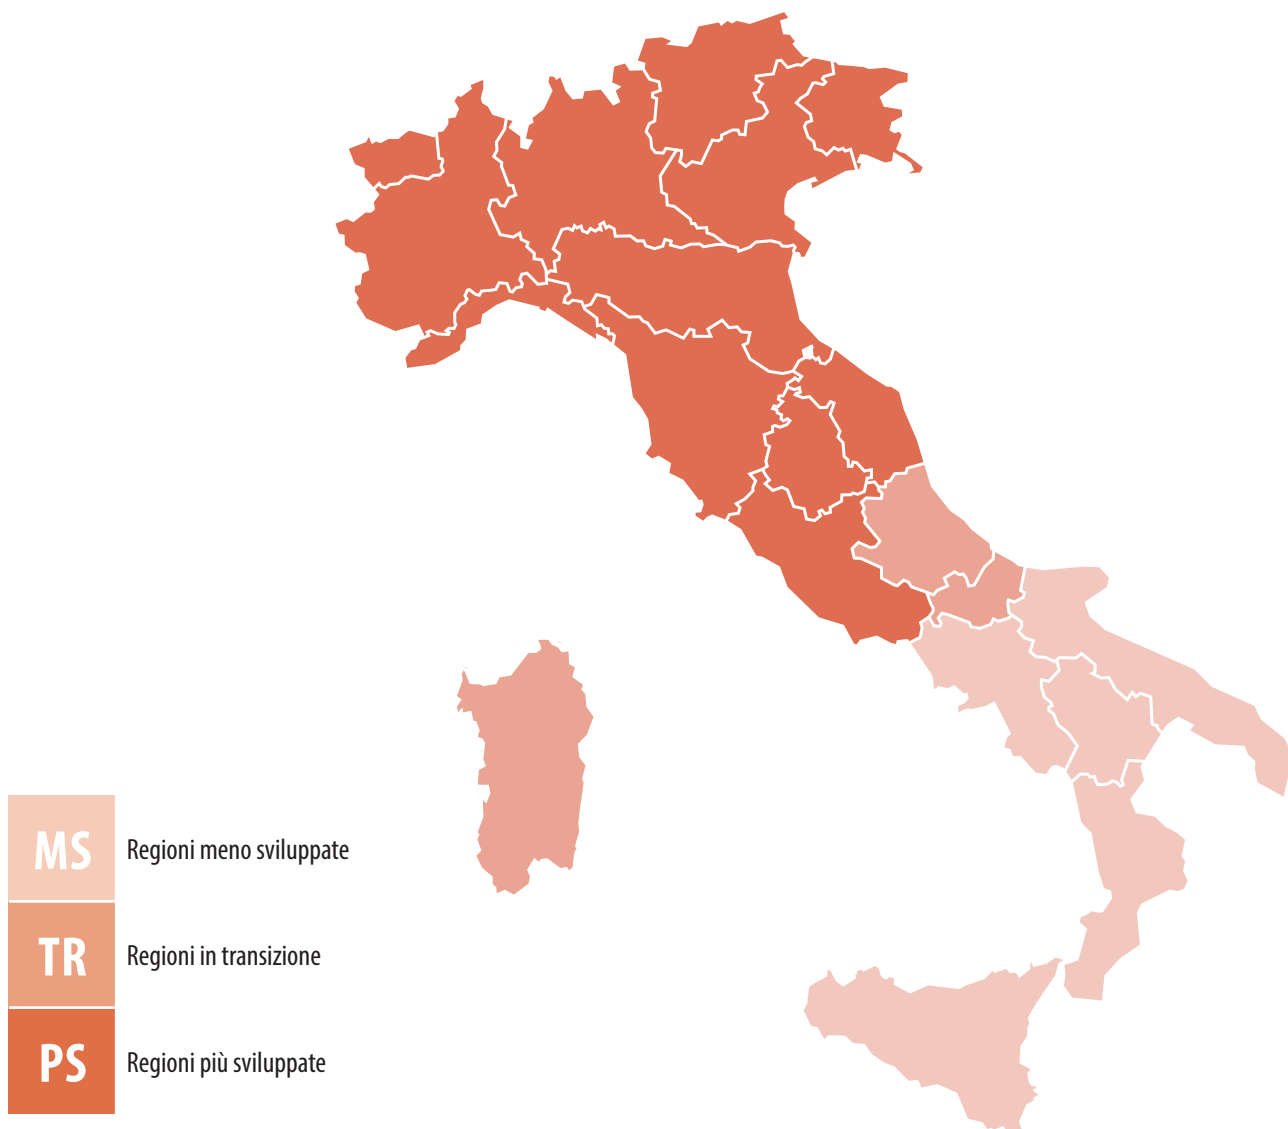 MS Regioni meno sviluppate
TR Regioni in transizione
PS Regioni più sviluppate